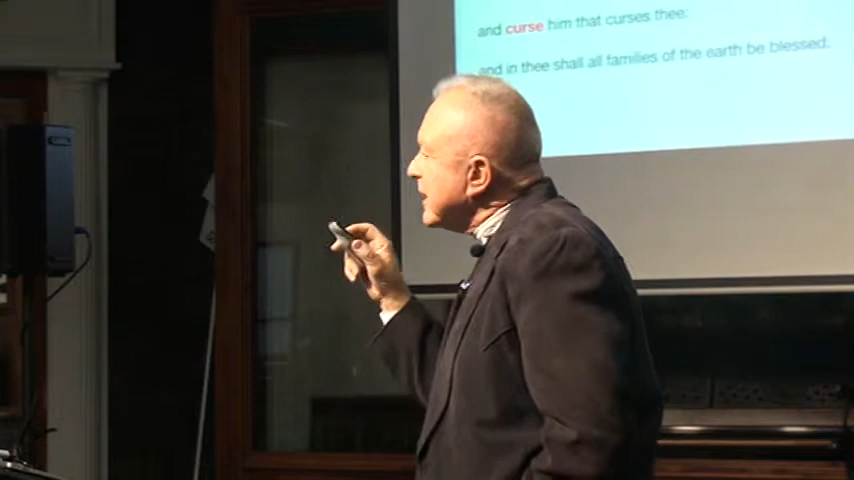 and curse him that curses thee:
and in thee shall all families of the earth be blessed.